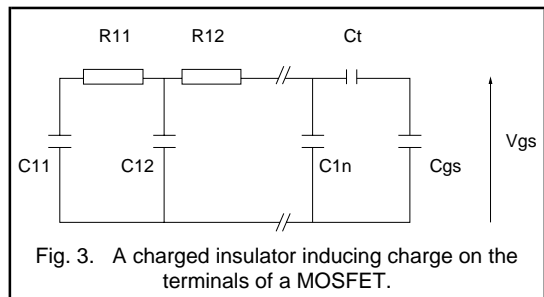 R11 R12 Ct
C11 C12 C1n Cgs Vgs
Fig. 3. A charged insulator inducing charge on the
terminals of a MOSFET.